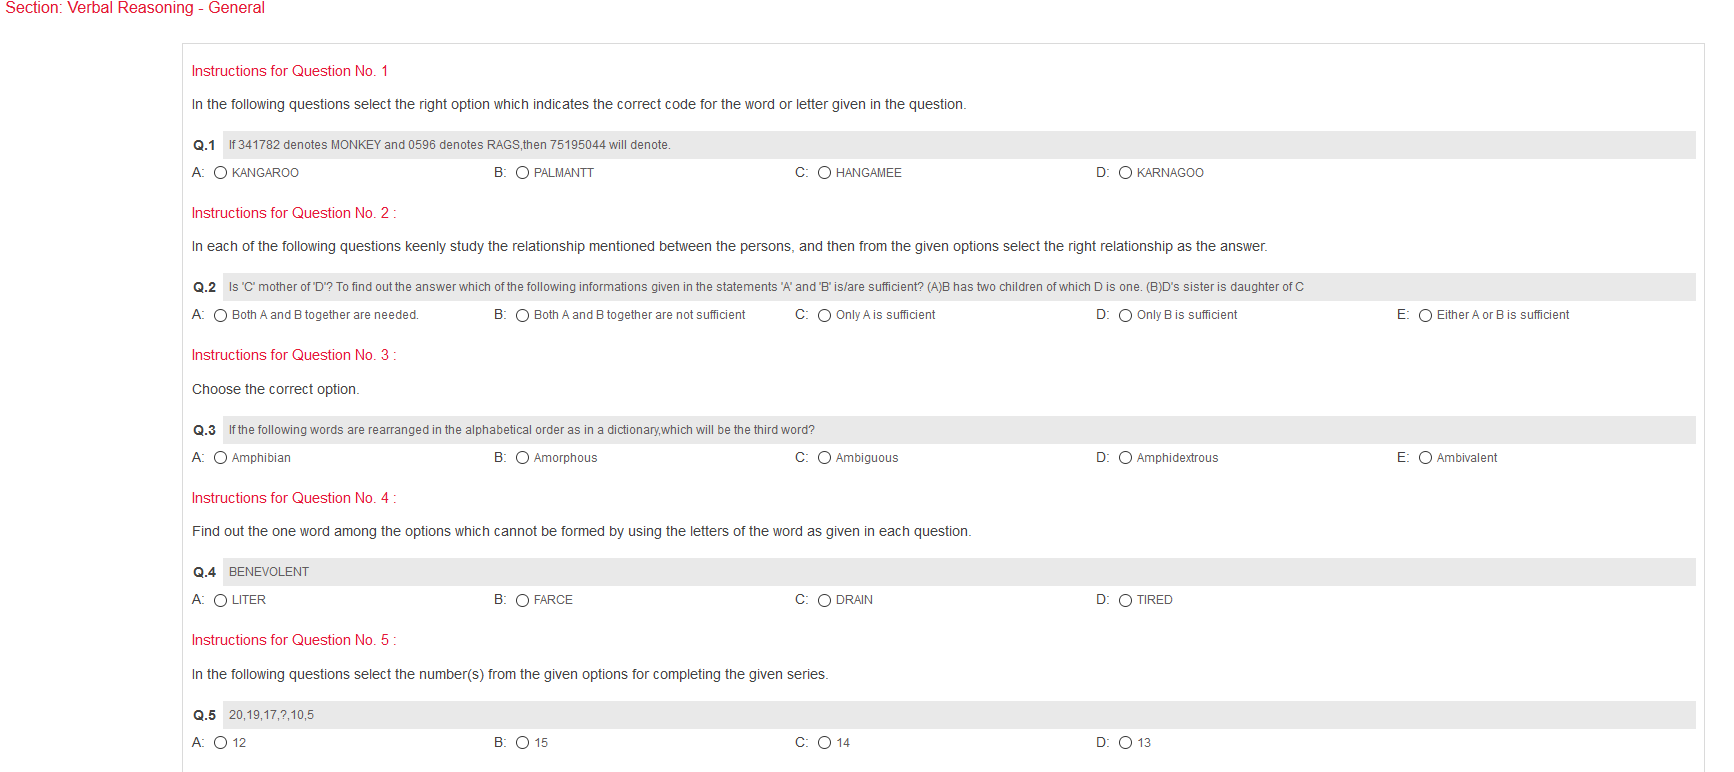 Section: Verbal Reasoning - General
Instructions for Question No. 1
In the following questions select the right option which indicates the correct code for the word or letter given in the question.
Q.1 If 341782 denotes MONKEY and 0596 denotes RAGS,then 75195044 will denote.
A: KANGAROO B: PALMANTT C: HANGAMEE D: KARNAGOO
Instructions for Question No. 2 :
In each of the following questions keenly study the relationship mentioned between the persons, and then from the given options select the right relationship as the answer.
Q.2 Is 'C' mother of 'D'? To find out the answer which of the following informations given in the statements 'A' and 'B' is/are sufficient? (A)B has two children of which D is one. (B)D's sister is daughter of C
A: Both A and B together are needed. B: Both A and B together are not sufficient C: Only A is sufficient D: Only B is sufficient E: Either A or B is sufficient
Instructions for Question No. 3 :
Choose the correct option.
Q.3 If the following words are rearranged in the alphabetical order as in a dictionary,which will be the third word?
A: Amphibian B: Amorphous C: Ambiguous D: Amphidextrous E: Ambivalent
Instructions for Question No. 4 :
Find out the one word among the options which cannot be formed by using the letters of the word as given in each question.
Q.4 BENEVOLENT
A: LITER B: FARCE C: DRAIN D: TIRED
Instructions for Question No. 5 :
In the following questions select the number(s) from the given options for completing the given series.
Q.5 20,19,17,?,10,5
A: 12 B: 15 C: 14 D: 13